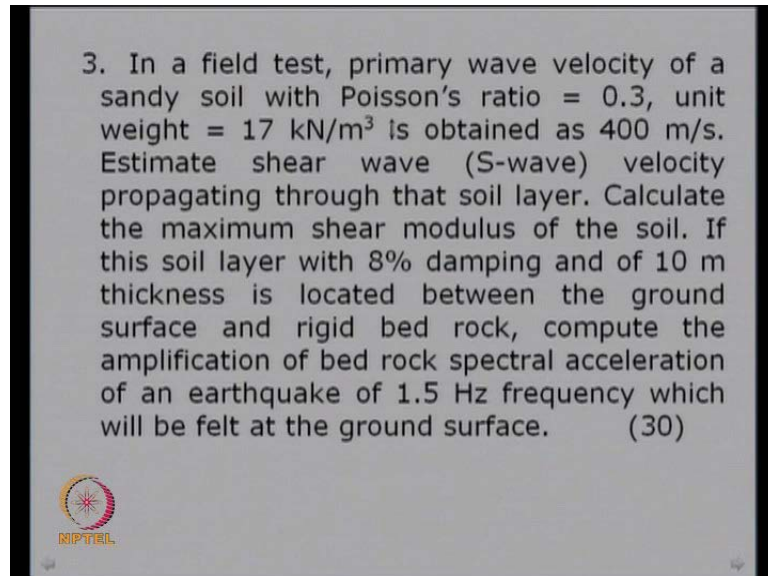 3. In a field test, primary wave velocity of a
sandy soil with Poisson's ratio = 0.3, unit
weight = 17 kN/m³ is obtained as 400 m/s.
Estimate shear wave (S-wave) velocity
propagating through that soil layer. Calculate
the maximum shear modulus of the soil. If
this soil layer with 8% damping and of 10 m
thickness is located between the ground
surface and rigid bed rock, compute the
amplification of bed rock spectral acceleration
of an earthquake of 1.5 Hz frequency which
will be felt at the ground surface. (30)
NPTEL